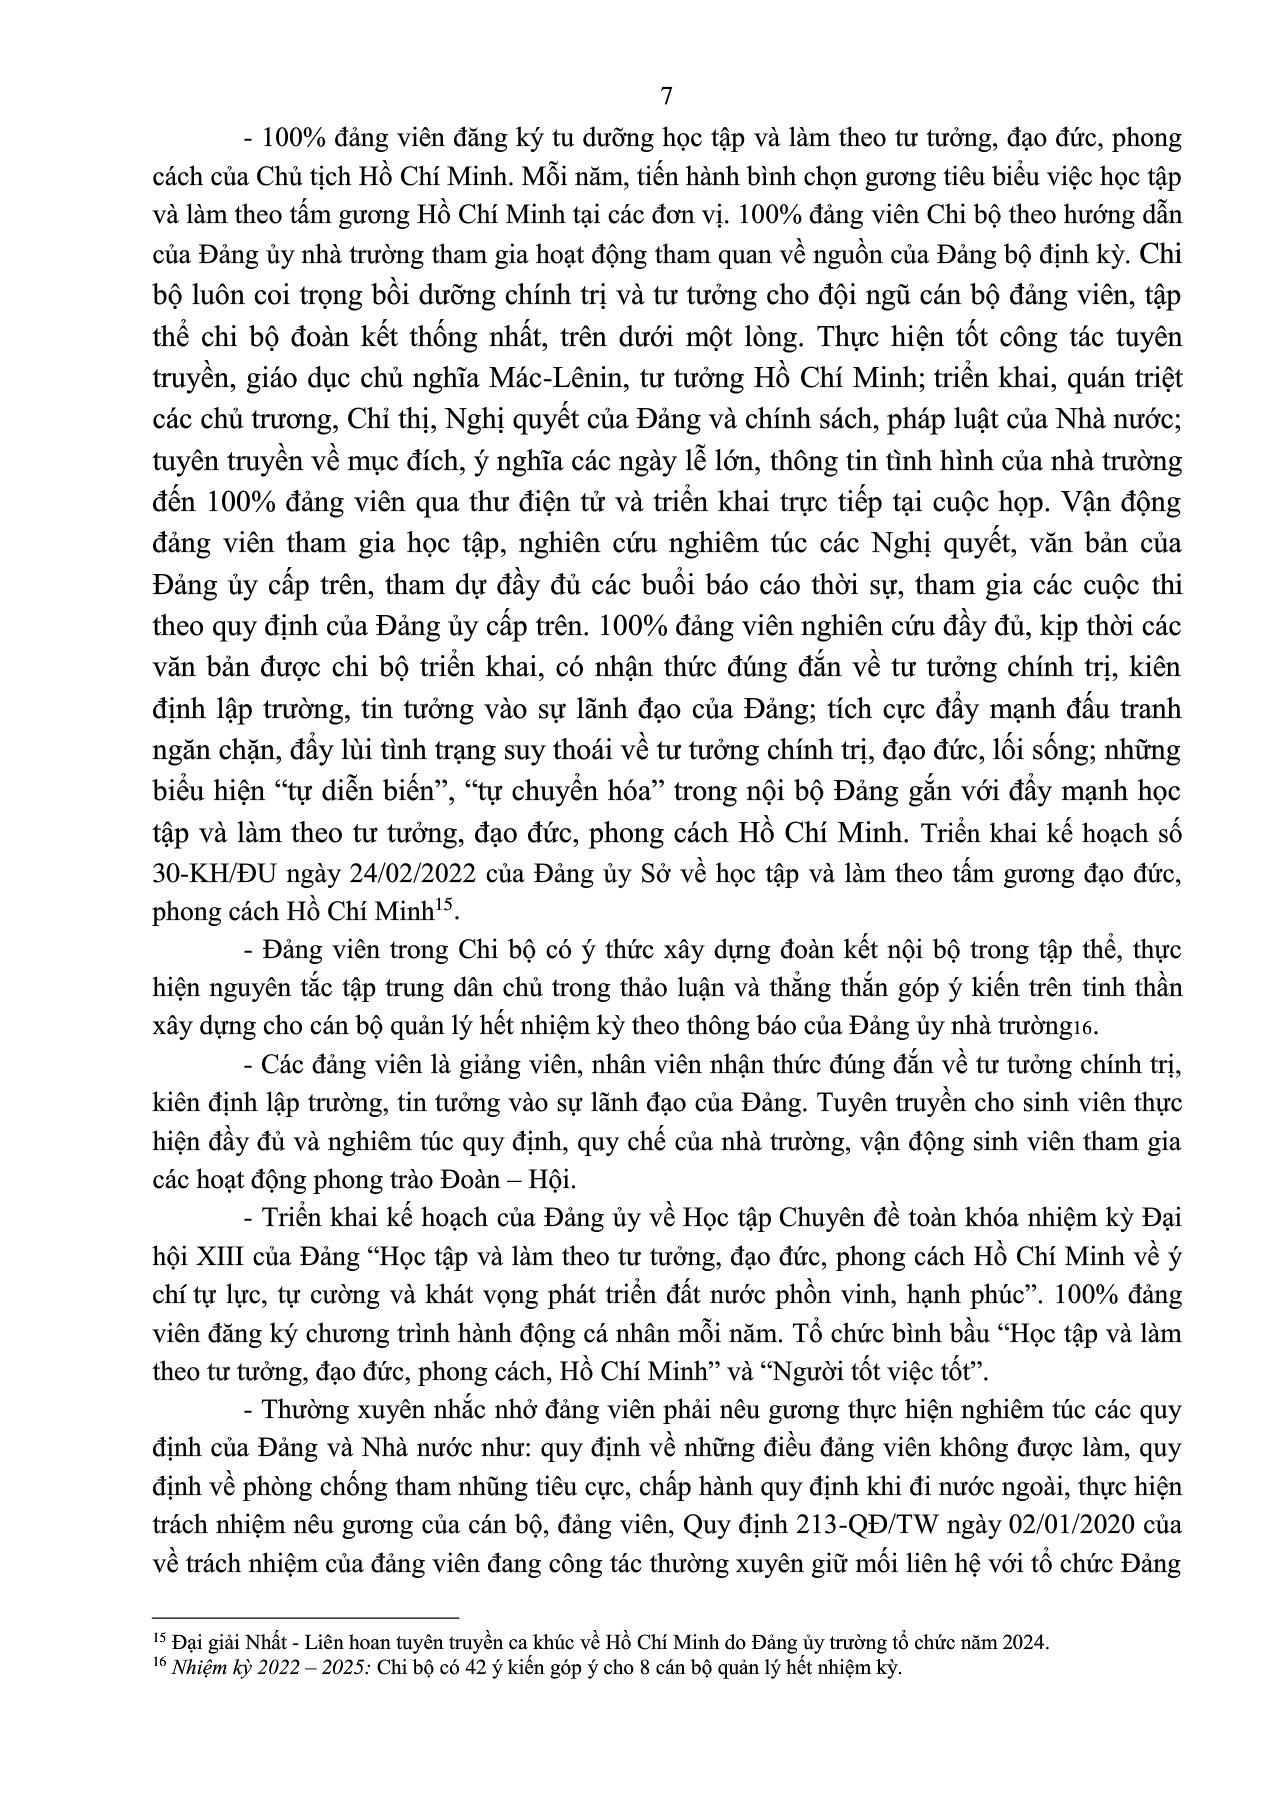 7
- 100% đảng viên đăng ký tu dưỡng học tập và làm theo tư tưởng, đạo đức, phong
cách của Chủ tịch Hồ Chí Minh. Mỗi năm, tiến hành bình chọn gương tiêu biểu việc học tập
và làm theo tấm gương Hồ Chí Minh tại các đơn vị. 100% đảng viên Chi bộ theo hướng dẫn
của Đảng ủy nhà trường tham gia hoạt động tham quan về nguồn của Đảng bộ định kỳ. Chi
bộ luôn coi trọng bồi dưỡng chính trị và tư tưởng cho đội ngũ cán bộ đảng viên, tập
thể chi bộ đoàn kết thống nhất, trên dưới một lòng. Thực hiện tốt công tác tuyên
truyền, giáo dục chủ nghĩa Mác-Lênin, tư tưởng Hồ Chí Minh; triển khai, quán triệt
các chủ trương, Chỉ thị, Nghị quyết của Đảng và chính sách, pháp luật của Nhà nước;
tuyên truyền về mục đích, ý nghĩa các ngày lễ lớn, thông tin tình hình của nhà trường
đến 100% đảng viên qua thư điện tử và triển khai trực tiếp tại cuộc họp. Vận động
đảng viên tham gia học tập, nghiên cứu nghiêm túc các Nghị quyết, văn bản của
Đảng ủy cấp trên, tham dự đầy đủ các buổi báo cáo thời sự, tham gia các cuộc thi
theo quy định của Đảng ủy cấp trên. 100% đảng viên nghiên cứu đầy đủ, kịp thời các
văn bản được chi bộ triển khai, có nhận thức đúng đắn về tư tưởng chính trị, kiên
định lập trường, tin tưởng vào sự lãnh đạo của Đảng; tích cực đẩy mạnh đấu tranh
ngăn chặn, đẩy lùi tình trạng suy thoái về tư tưởng chính trị, đạo đức, lối sống; những
biểu hiện “tự diễn biến”, “tự chuyển hóa” trong nội bộ Đảng gắn với đẩy mạnh học
tập và làm theo tư tưởng, đạo đức, phong cách Hồ Chí Minh. Triển khai kế hoạch số
30-KH/ĐU ngày 24/02/2022 của Đảng ủy Sở về học tập và làm theo tấm gương đạo đức,
phong cách Hồ Chí Minh15.
- Đảng viên trong Chi bộ có ý thức xây dựng đoàn kết nội bộ trong tập thể, thực
hiện nguyên tắc tập trung dân chủ trong thảo luận và thẳng thắn góp ý kiến trên tinh thần
xây dựng cho cán bộ quản lý hết nhiệm kỳ theo thông báo của Đảng ủy nhà trường16.
- Các đảng viên là giảng viên, nhân viên nhận thức đúng đắn về tư tưởng chính trị,
kiên định lập trường, tin tưởng vào sự lãnh đạo của Đảng. Tuyên truyền cho sinh viên thực
hiện đầy đủ và nghiêm túc quy định, quy chế của nhà trường, vận động sinh viên tham gia
các hoạt động phong trào Đoàn – Hội.
- Triển khai kế hoạch của Đảng ủy về Học tập Chuyên đề toàn khóa nhiệm kỳ Đại
hội XIII của Đảng “Học tập và làm theo tư tưởng, đạo đức, phong cách Hồ Chí Minh về ý
chí tự lực, tự cường và khát vọng phát triển đất nước phồn vinh, hạnh phúc”. 100% đảng
viên đăng ký chương trình hành động cá nhân mỗi năm. Tổ chức bình bầu “Học tập và làm
theo tư tưởng, đạo đức, phong cách, Hồ Chí Minh” và “Người tốt việc tốt”.
- Thường xuyên nhắc nhở đảng viên phải nêu gương thực hiện nghiêm túc các quy
định của Đảng và Nhà nước như: quy định về những điều đảng viên không được làm, quy
định về phòng chống tham nhũng tiêu cực, chấp hành quy định khi đi nước ngoài, thực hiện
trách nhiệm nêu gương của cán bộ, đảng viên, Quy định 213-QĐ/TW ngày 02/01/2020 của
về trách nhiệm của đảng viên đang công tác thường xuyên giữ mối liên hệ với tổ chức Đảng
15 Đại giải Nhất - Liên hoan tuyên truyền ca khúc về Hồ Chí Minh do Đảng ủy trường tổ chức năm 2024.
16 Nhiệm kỳ 2022 – 2025: Chi bộ có 42 ý kiến góp ý cho 8 cán bộ quản lý hết nhiệm kỳ.